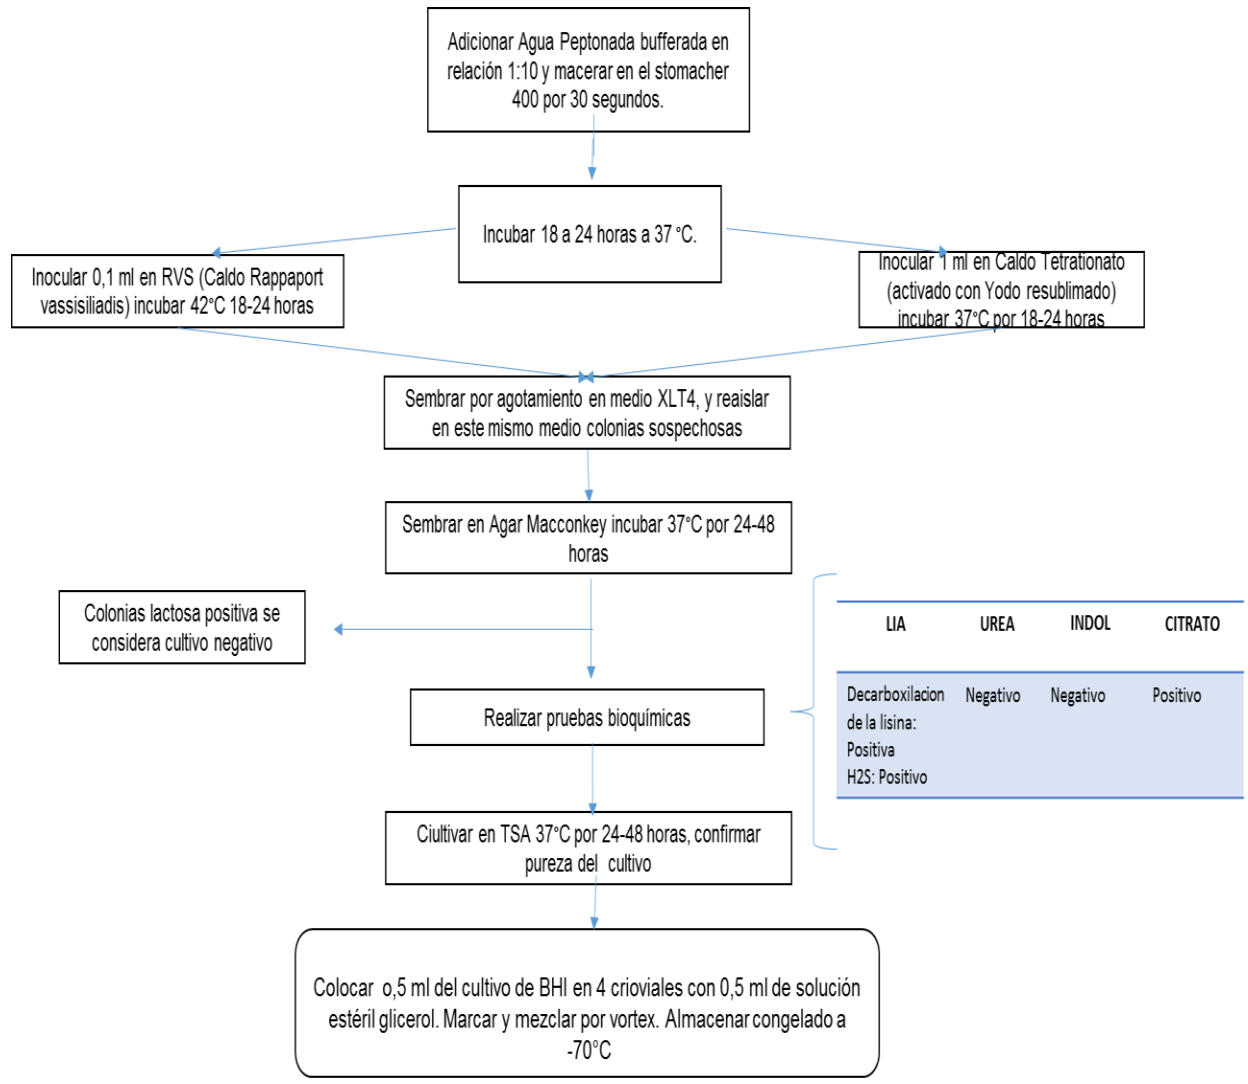 Adicionar Agua Peptonada bufferada en
relación 1:10 y macerar en el stomacher
400 por 30 segundos.
Incubar 18 a 24 horas a 37 °C.
Inocular 0,1 ml en RVS (Caldo Rappaport
vassisiliadis) incubar 42°C 18-24 horas
Inocular 1 ml en Caldo Tetrationato
(activado con Yodo resublimado)
incubar 37°C por 18-24 horas
Sembrar por agotamiento en medio XLT4, y reaislar
en este mismo medio colonias sospechosas
Sembrar en Agar Macconkey incubar 37°C por 24-48
horas
Colonias lactosa positiva se
considera cultivo negativo
Realizar pruebas bioquímicas
LIA UREA INDOL CITRATO
Decarboxilacion Negativo Negativo Positivo
de la lisina:
Positiva
H2S: Positivo
Ciultivar en TSA 37°C por 24-48 horas, confirmar
pureza del cultivo
Colocar o,5 ml del cultivo de BHI en 4 crioviales con 0,5 ml de solución
estéril glicerol. Marcar y mezclar por vortex. Almacenar congelado a
-70°C